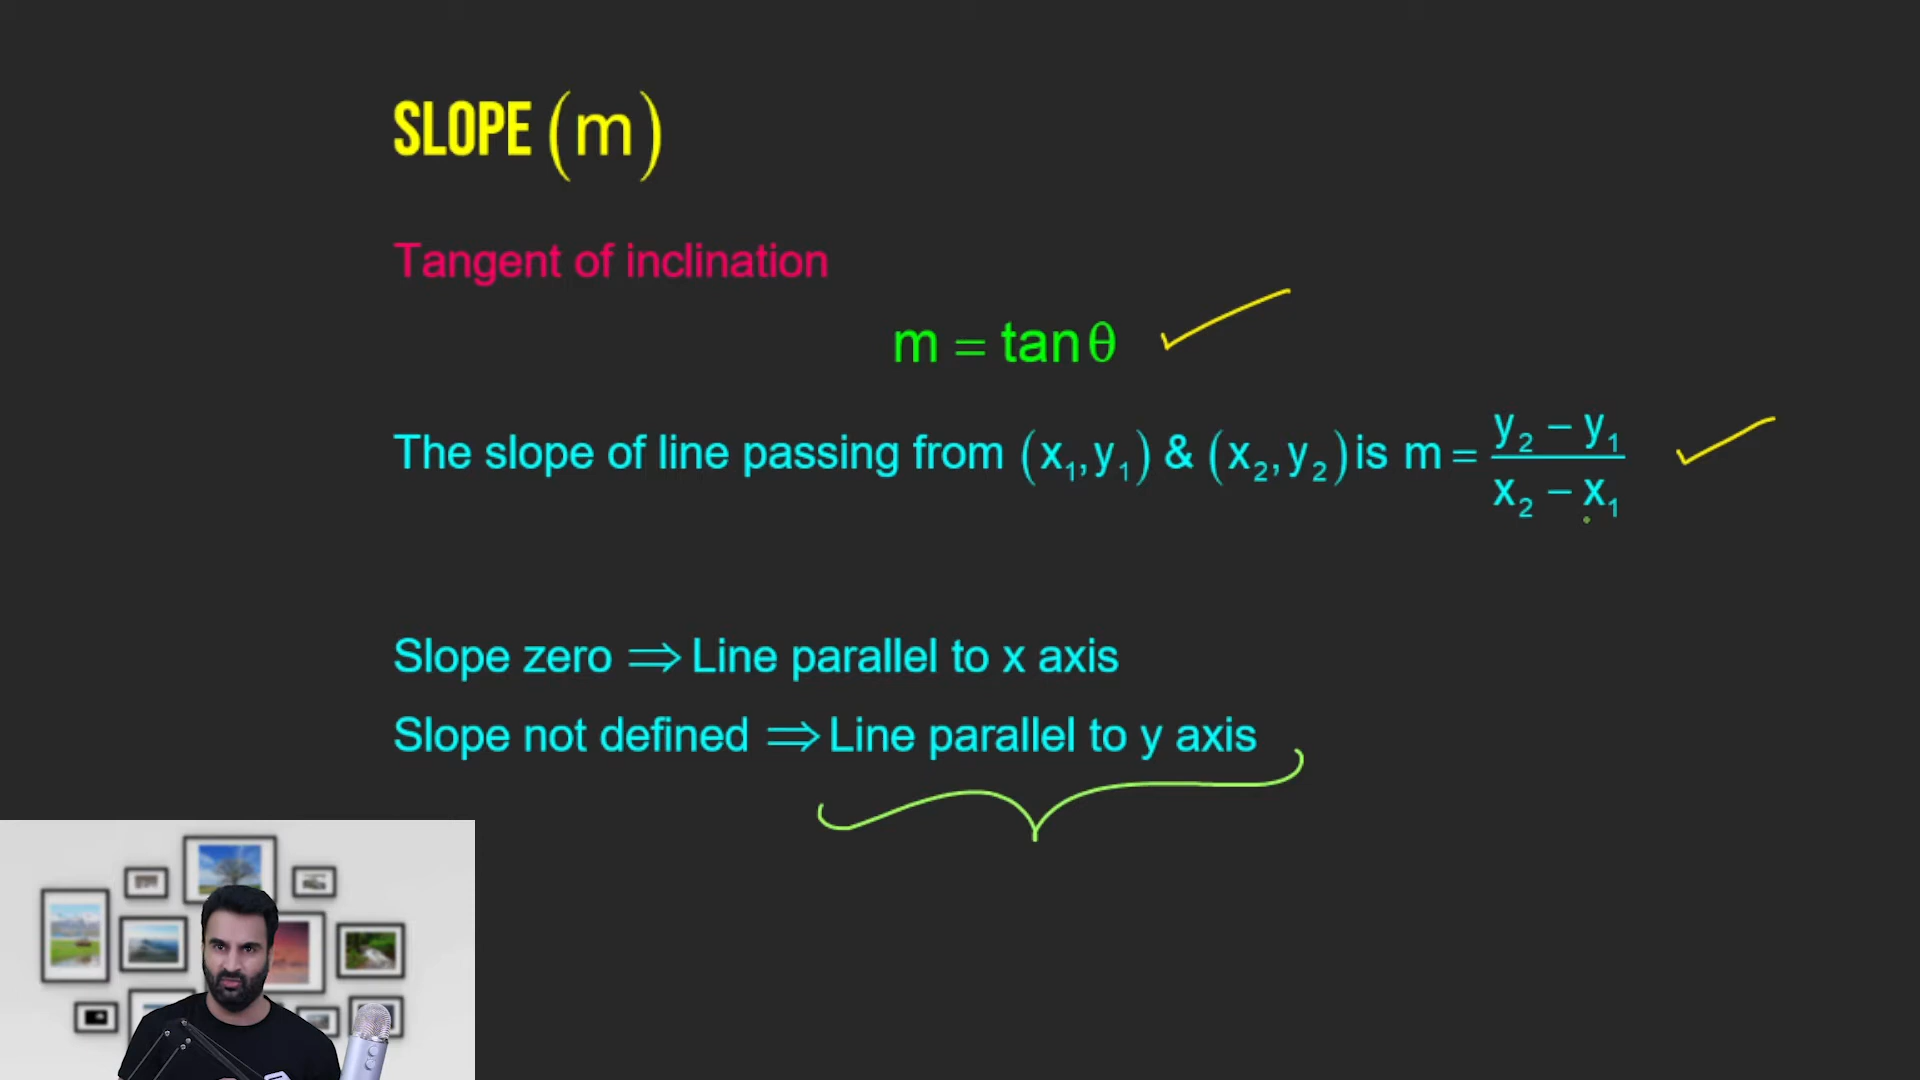 SLOPE (m)
Tangent of inclination
m = tan θ
The slope of line passing from (x₁,y₁) & (x₂,y₂) is m = (y₂ − y₁)/(x₂ − x₁)
Slope zero ⇒ Line parallel to x axis
Slope not defined ⇒ Line parallel to y axis